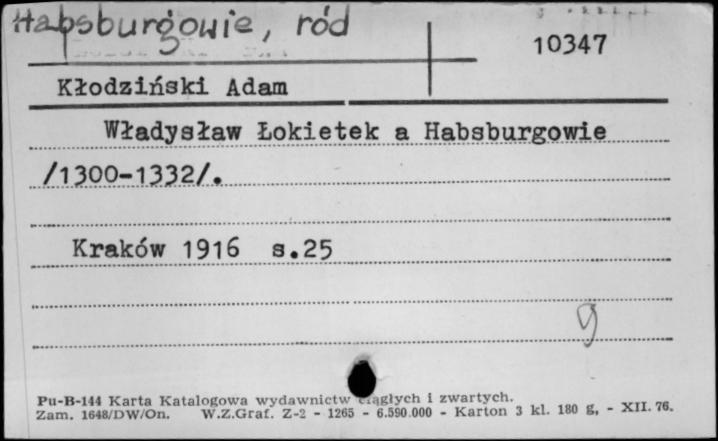 Habsburgowie, ród
10347
Kłodziński Adam
Władysław Łokietek a Habsburgowie
/1300-1332/.
Kraków 1916 s.25
g
Pu-B-144 Karta Katalogowa wydawnictw ciągłych i zwartych.
Zam. 1648/DW/On. W.Z.Graf. Z-2 - 1265 - 6.590.000 - Karton 3 kl. 180 g, - XII. 76.